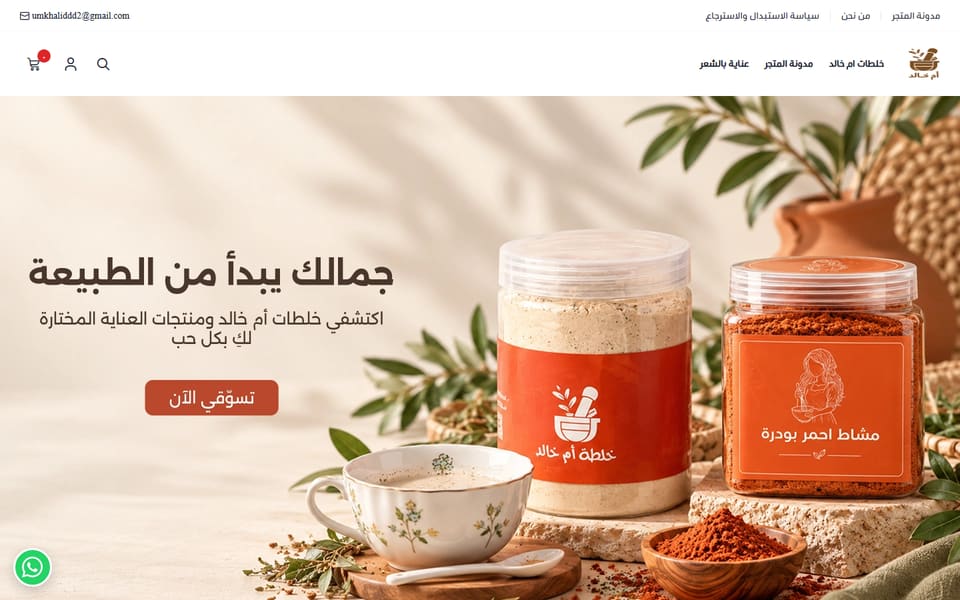 مدونة المتجر
من نحن
سياسة الاستبدال والاسترجاع
umkhaliddd2@gmail.com
أم خالد
خلطات ام خالد
مدونة المتجر
عناية بالشعر
جمالك يبدأ من الطبيعة
اكتشفي خلطات أم خالد ومنتجات العناية المختارة
لكِ بكل حب
تسوّقي الآن
خلطة أم خالد
مشاط احمر بودرة